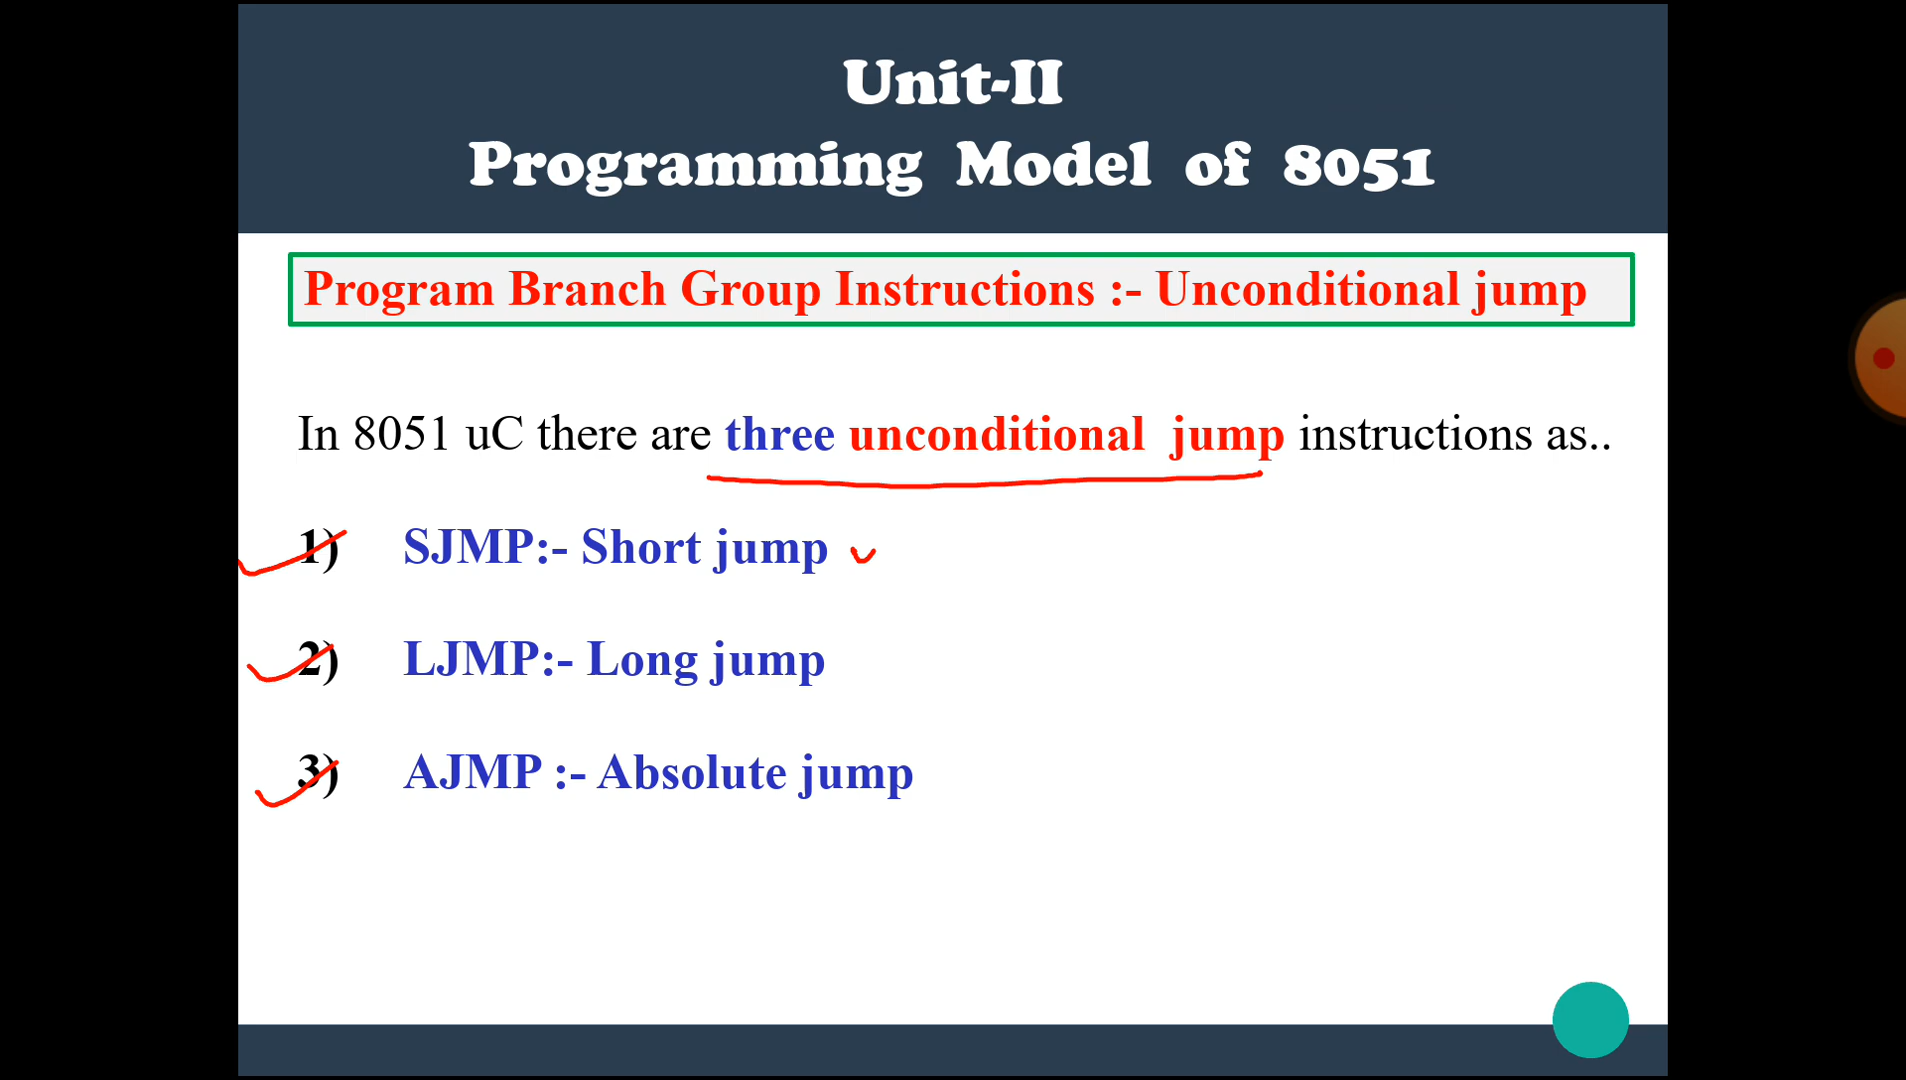 Unit-II
Programming Model of 8051
Program Branch Group Instructions :- Unconditional jump
In 8051 uC there are three unconditional jump instructions as..
1) SJMP:- Short jump
2) LJMP:- Long jump
3) AJMP :- Absolute jump